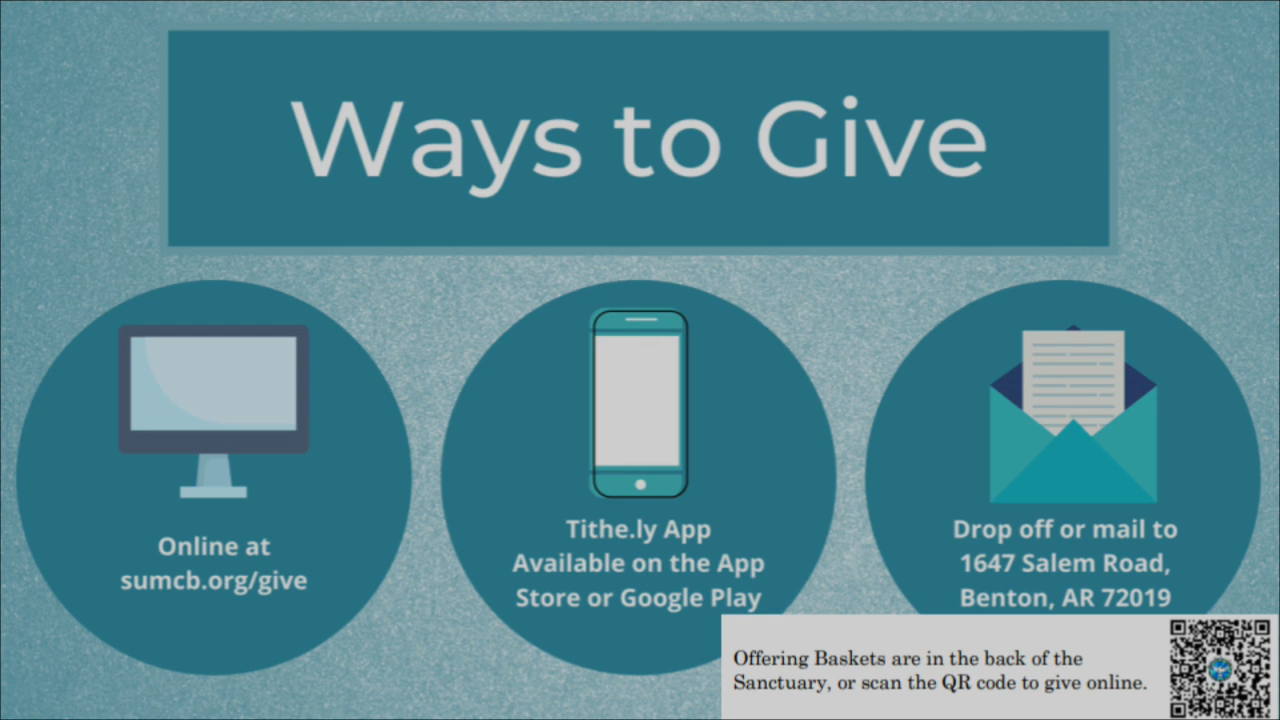 Ways to Give
Online at
sumcb.org/give
Tithe.ly App
Available on the App
Store or Google Play
Drop off or mail to
1647 Salem Road,
Benton, AR 72019
Offering Baskets are in the back of the
Sanctuary, or scan the QR code to give online.